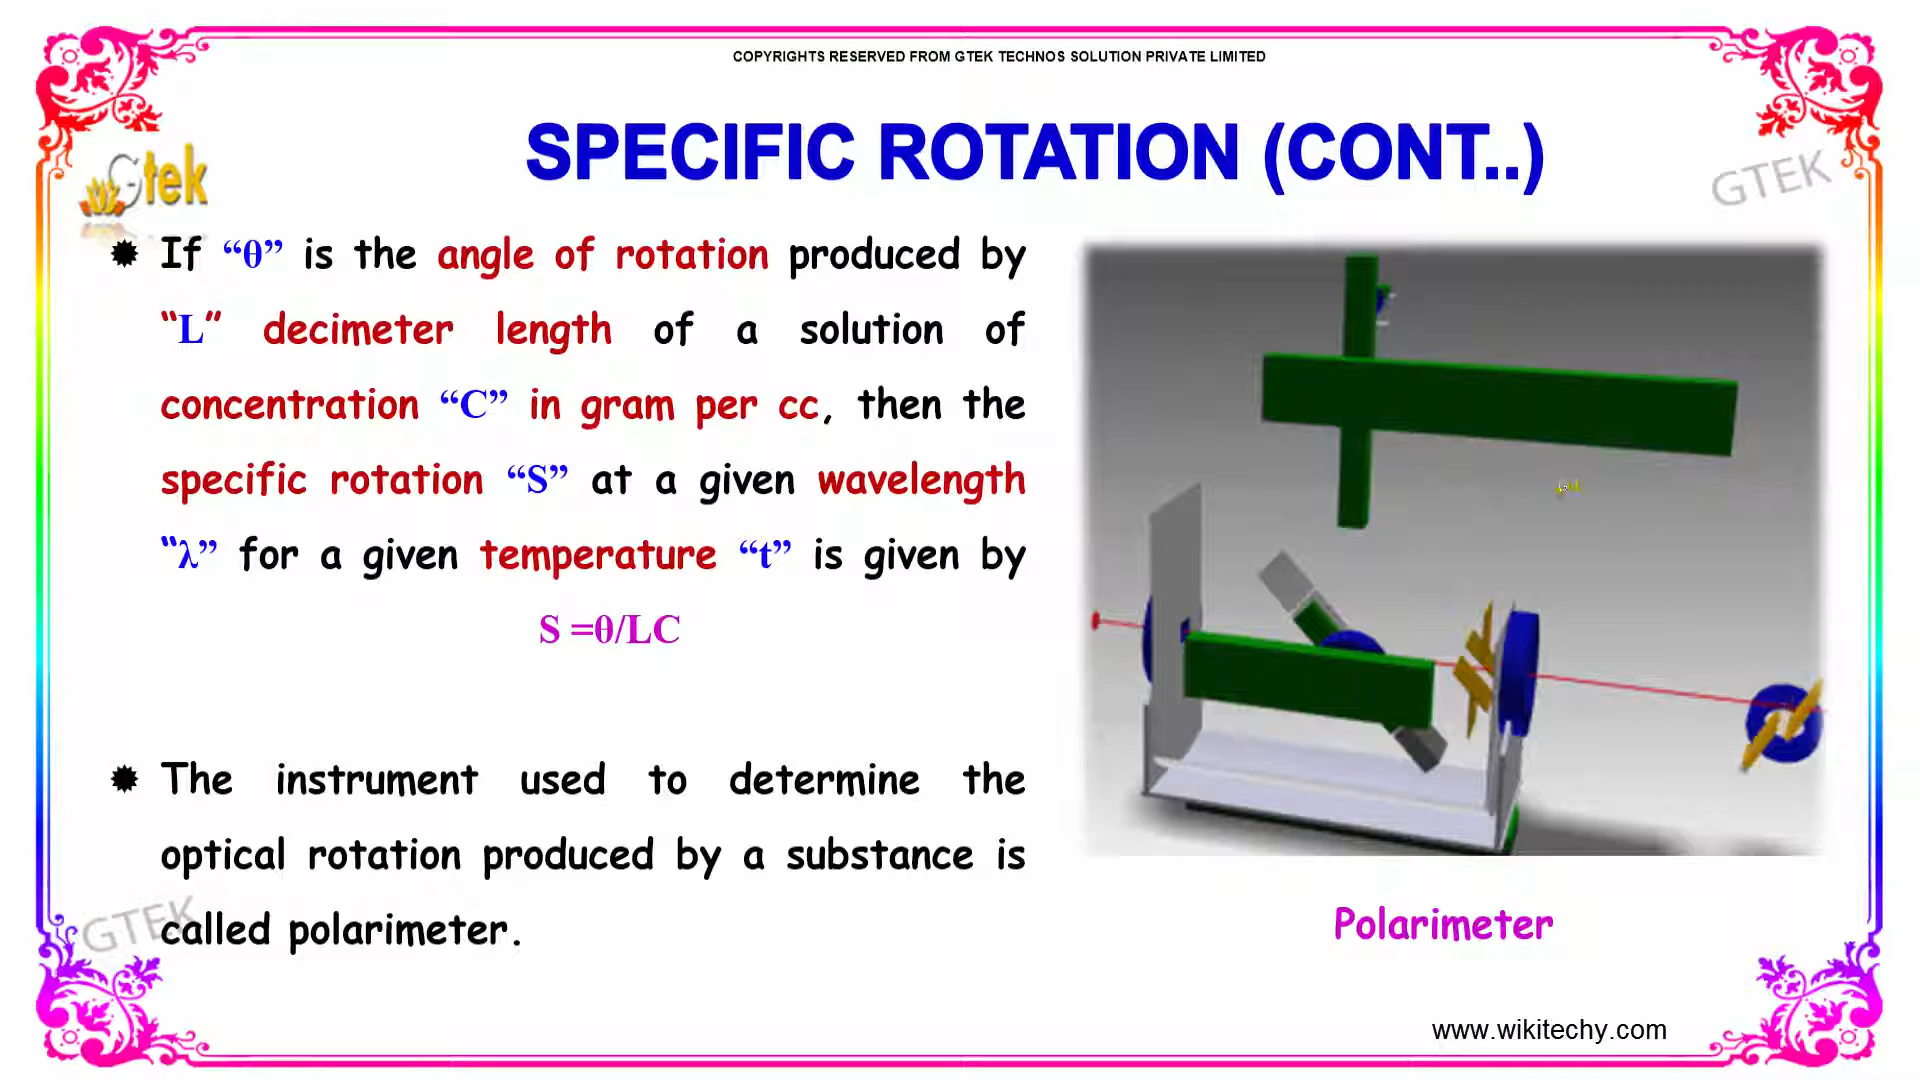 COPYRIGHTS RESERVED FROM GTEK TECHNOS SOLUTION PRIVATE LIMITED
SPECIFIC ROTATION (CONT..)
Gtek
GTEK
If “θ” is the angle of rotation produced by
“L” decimeter length of a solution of
concentration “C” in gram per cc, then the
specific rotation “S” at a given wavelength
“λ” for a given temperature “t” is given by
S =θ/LC
The instrument used to determine the
optical rotation produced by a substance is
called polarimeter.
GTEK
Polarimeter
www.wikitechy.com